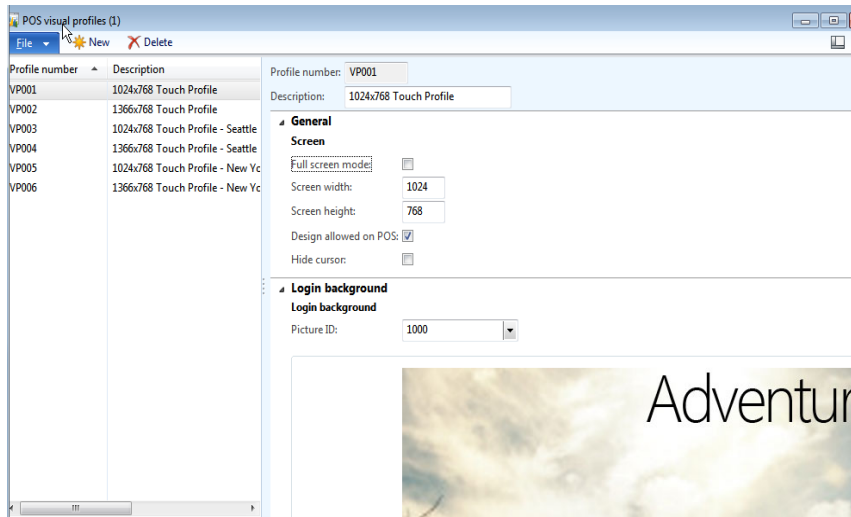 POS visual profiles (1)
File New Delete
Profile number Description
VP001 1024x768 Touch Profile
VP002 1366x768 Touch Profile
VP003 1024x768 Touch Profile - Seattle
VP004 1366x768 Touch Profile - Seattle
VP005 1024x768 Touch Profile - New Yo
VP006 1366x768 Touch Profile - New Yo
Profile number: VP001
Description: 1024x768 Touch Profile
General
Screen
Full screen mode:
Screen width: 1024
Screen height: 768
Design allowed on POS:
Hide cursor:
Login background
Login background
Picture ID: 1000
Adventur